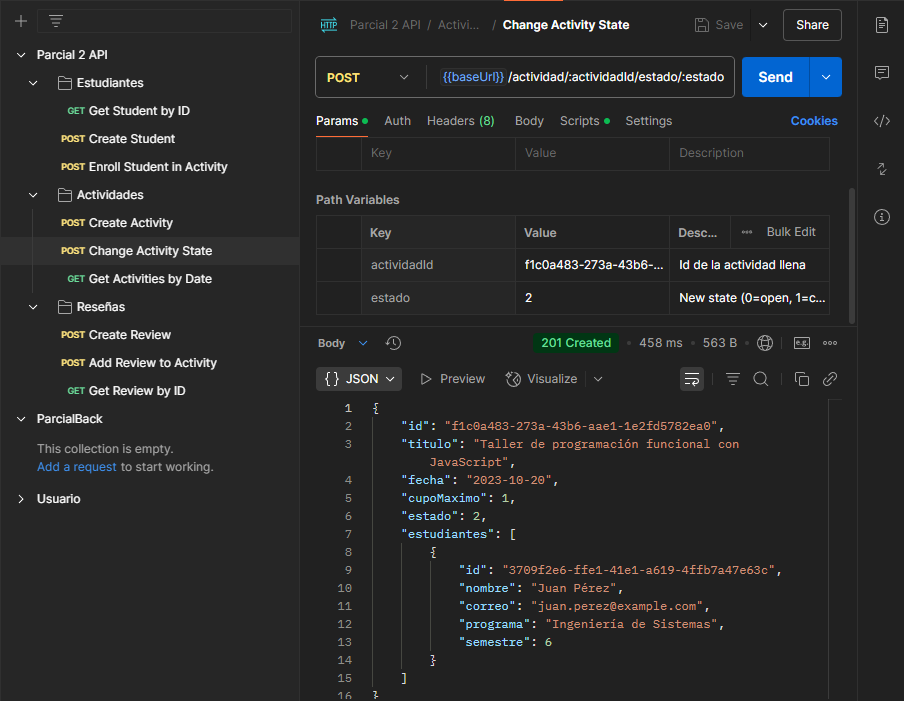 Parcial 2 API
Estudiantes
GET Get Student by ID
POST Create Student
POST Enroll Student in Activity
Actividades
POST Create Activity
POST Change Activity State
GET Get Activities by Date
Reseñas
POST Create Review
POST Add Review to Activity
GET Get Review by ID
ParcialBack
This collection is empty.
Add a request to start working.
Usuario
HTTP Parcial 2 API / Activi... / Change Activity State Save Share
POST {{baseUrl}} /actividad/:actividadId/estado/:estado Send
Params Auth Headers (8) Body Scripts Settings Cookies
Key Value Description
Path Variables
Key Value Desc... Bulk Edit
actividadId f1c0a483-273a-43b6-... Id de la actividad llena
estado 2 New state (0=open, 1=c...
Body 201 Created • 458 ms • 563 B • e.g.
{} JSON Preview Visualize
1 {
2 "id": "f1c0a483-273a-43b6-aae1-1e2fd5782ea0",
3 "titulo": "Taller de programación funcional con
JavaScript",
4 "fecha": "2023-10-20",
5 "cupoMaximo": 1,
6 "estado": 2,
7 "estudiantes": [
8 {
9 "id": "3709f2e6-ffe1-41e1-a619-4ffb7a47e63c",
10 "nombre": "Juan Pérez",
11 "correo": "juan.perez@example.com",
12 "programa": "Ingeniería de Sistemas",
13 "semestre": 6
14 }
15 ]
16 }